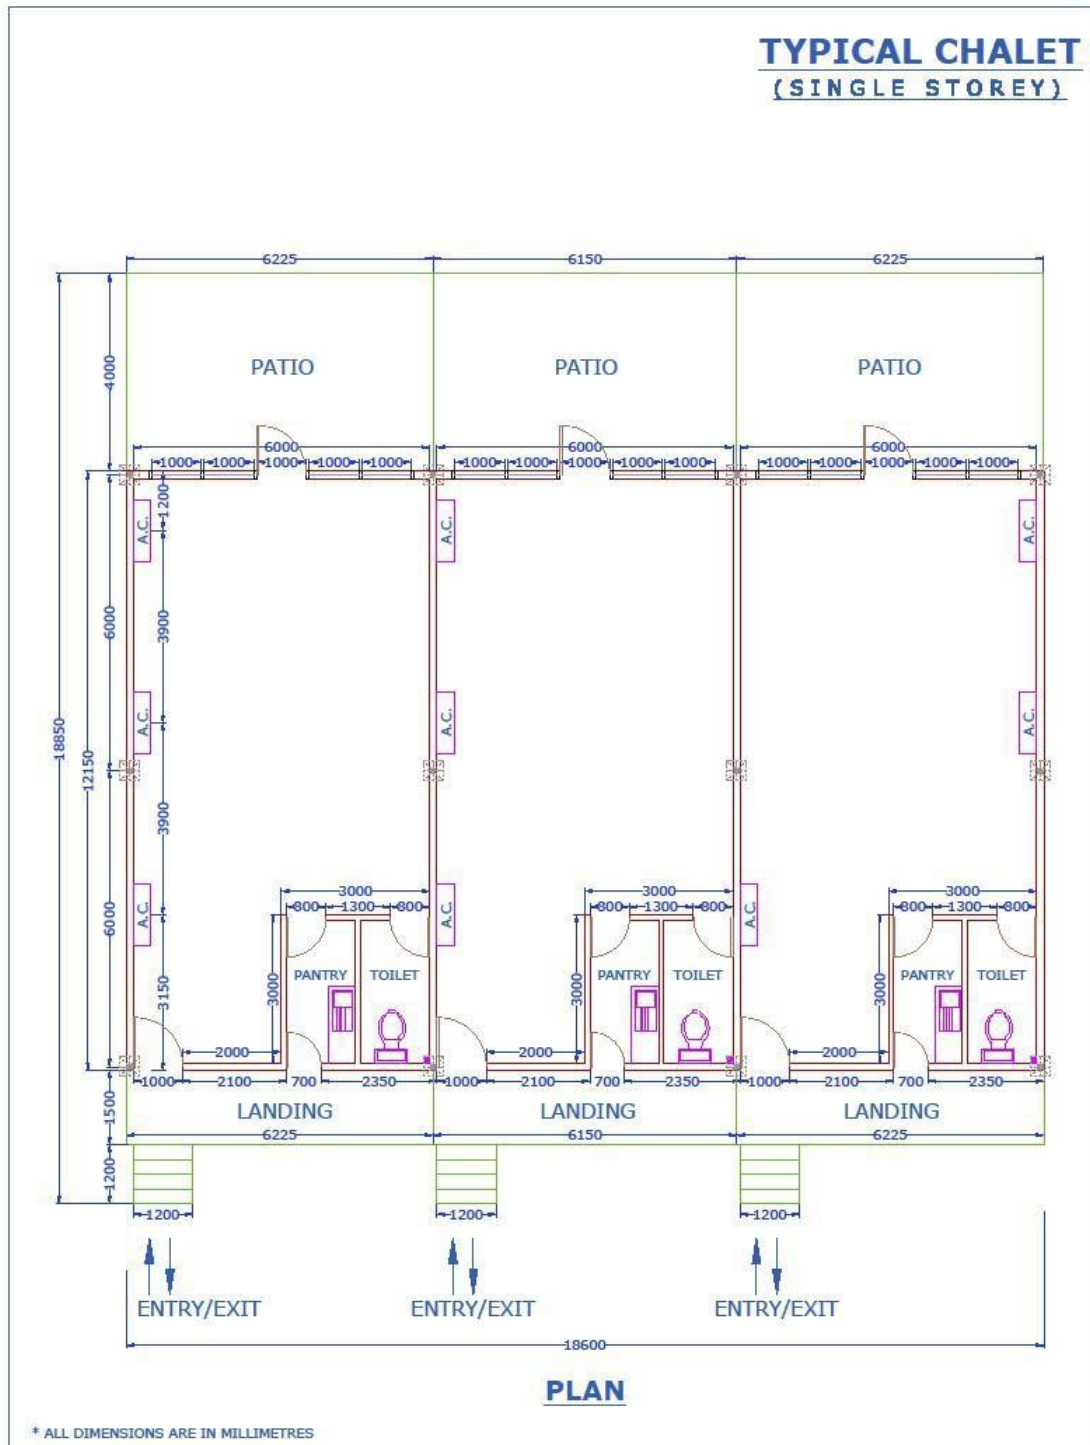 TYPICAL CHALET
(SINGLE STOREY)
6225 6150 6225
4000
PATIO PATIO PATIO
6000 6000 6000
1000 1000 1000 1000 1000 1000 1000 1000 1000 1000 1000 1000 1000 1000 1000
1200
A.C. A.C. A.C.
3900
6000
A.C. A.C. A.C.
18850
12150
3900
3000 3000 3000
800 1300 800 800 1300 800 800 1300 800
A.C. A.C. A.C.
6000
3150
PANTRY TOILET PANTRY TOILET PANTRY TOILET
3000 3000 3000
2000 2000 2000
1000 2100 700 2350 1000 2100 700 2350 1000 2100 700 2350
1500
LANDING LANDING LANDING
6225 6150 6225
1200
1200 1200 1200
ENTRY/EXIT ENTRY/EXIT ENTRY/EXIT
18600
PLAN
* ALL DIMENSIONS ARE IN MILLIMETRES